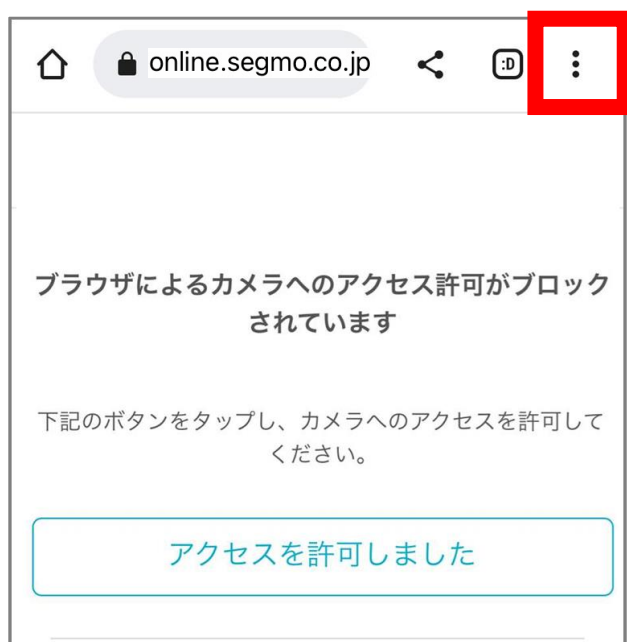 online.segmo.co.jp
:D
ブラウザによるカメラへのアクセス許可がブロック
されています
下記のボタンをタップし、カメラへのアクセスを許可して
ください。
アクセスを許可しました